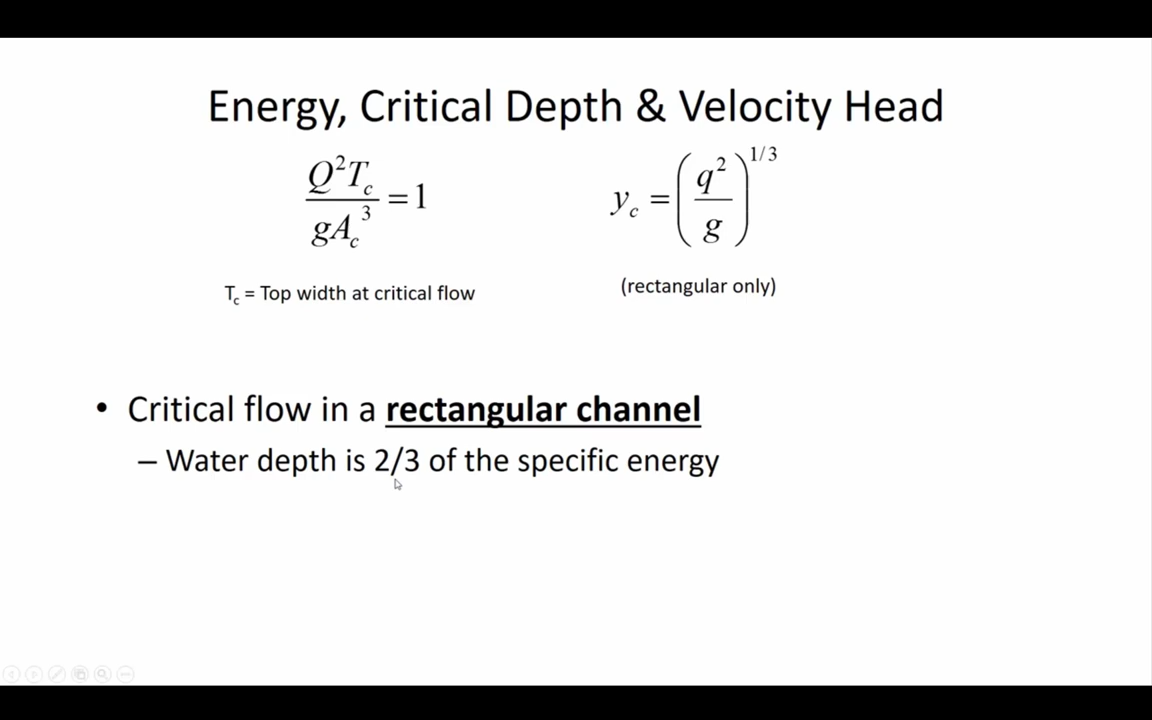 Energy, Critical Depth & Velocity Head
Q²T_c / gA_c³ = 1
y_c = (q² / g)^1/3
T_c = Top width at critical flow
(rectangular only)
• Critical flow in a rectangular channel
– Water depth is 2/3 of the specific energy